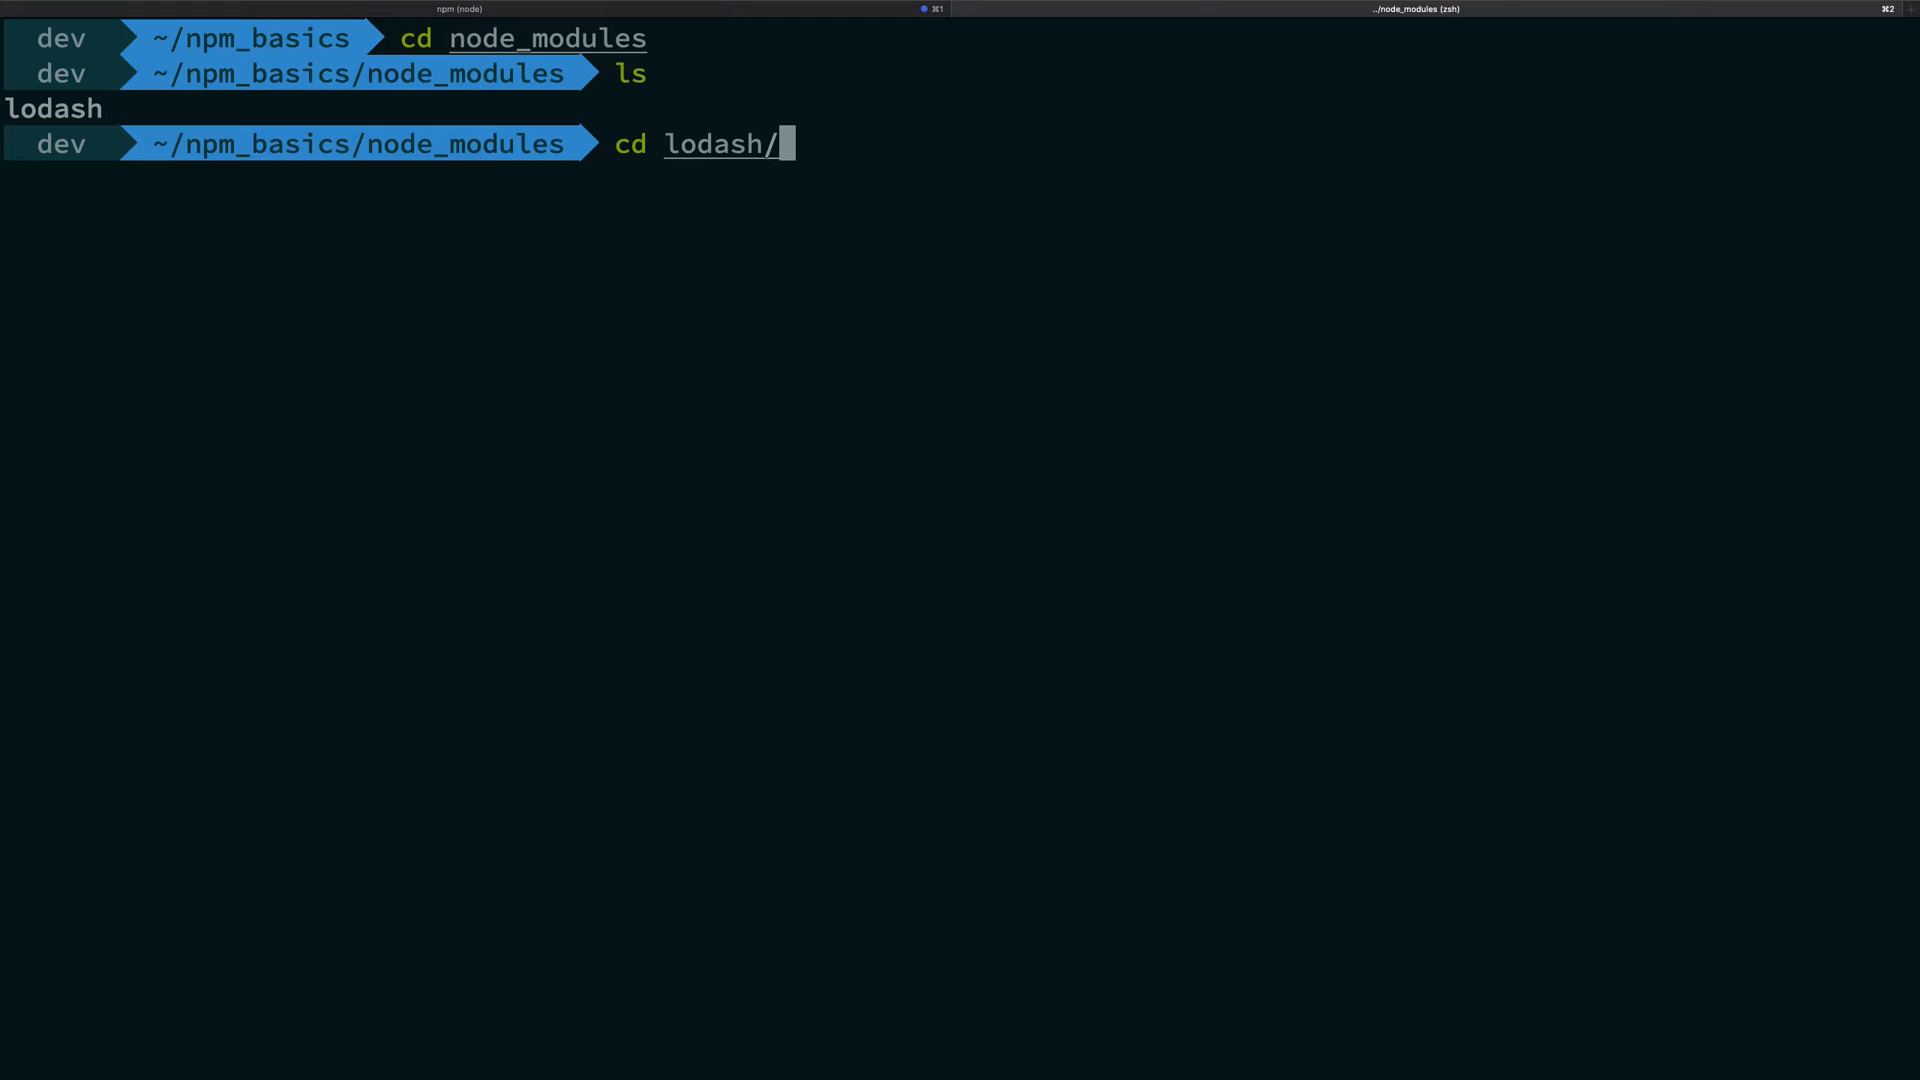 npm (node) ⌘1 ../node_modules (zsh) ⌘2
dev ~/npm_basics cd node_modules
dev ~/npm_basics/node_modules ls
lodash
dev ~/npm_basics/node_modules cd lodash/